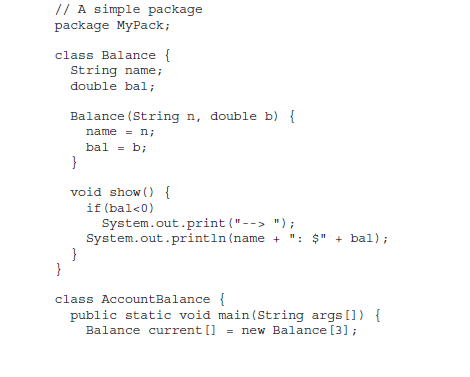 // A simple package
package MyPack;
class Balance {
String name;
double bal;
Balance(String n, double b) {
name = n;
bal = b;
}
void show() {
if(bal<0)
System.out.print("--> ");
System.out.println(name + ": $" + bal);
}
}
class AccountBalance {
public static void main(String args[]) {
Balance current[] = new Balance[3];